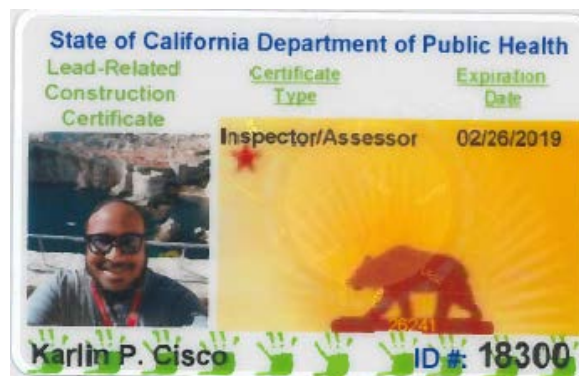 State of California Department of Public Health
Lead-Related
Construction
Certificate
Certificate
Type
Expiration
Date
Inspector/Assessor 02/26/2019
26241
Karlin P. Cisco
ID #: 18300